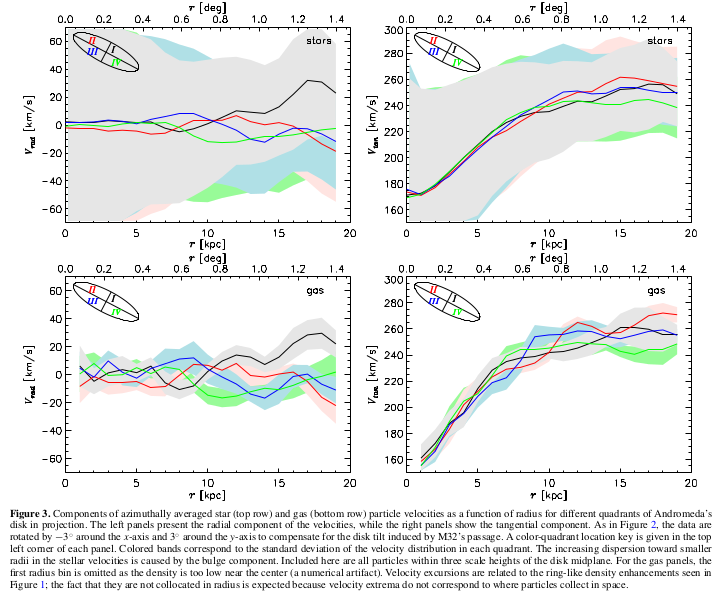 r [deg]
0.0 0.2 0.4 0.6 0.8 1.0 1.2 1.4
60
40
20
0
−20
−40
−60
V rad [km/s]
II I
III IV
stars
0 5 10 15 20
r [kpc]
r [deg]
0.0 0.2 0.4 0.6 0.8 1.0 1.2 1.4
300
280
260
240
220
200
180
160
V tan [km/s]
II I
III IV
stars
0 5 10 15 20
r [kpc]
r [deg]
0.0 0.2 0.4 0.6 0.8 1.0 1.2 1.4
60
40
20
0
−20
−40
−60
V rad [km/s]
II I
III IV
gas
0 5 10 15 20
r [kpc]
r [deg]
0.0 0.2 0.4 0.6 0.8 1.0 1.2 1.4
300
280
260
240
220
200
180
160
V tan [km/s]
II I
III IV
gas
0 5 10 15 20
r [kpc]
Figure 3. Components of azimuthally averaged star (top row) and gas (bottom row) particle velocities as a function of radius for different quadrants of Andromeda's
disk in projection. The left panels present the radial component of the velocities, while the right panels show the tangential component. As in Figure 2, the data are
rotated by −3° around the x-axis and 3° around the y-axis to compensate for the disk tilt induced by M32's passage. A color-quadrant location key is given in the top
left corner of each panel. Colored bands correspond to the standard deviation of the velocity distribution in each quadrant. The increasing dispersion toward smaller
radii in the stellar velocities is caused by the bulge component. Included here are all particles within three scale heights of the disk midplane. For the gas panels, the
first radius bin is omitted as the density is too low near the center (a numerical artifact). Velocity excursions are related to the ring-like density enhancements seen in
Figure 1; the fact that they are not collocated in radius is expected because velocity extrema do not correspond to where particles collect in space.